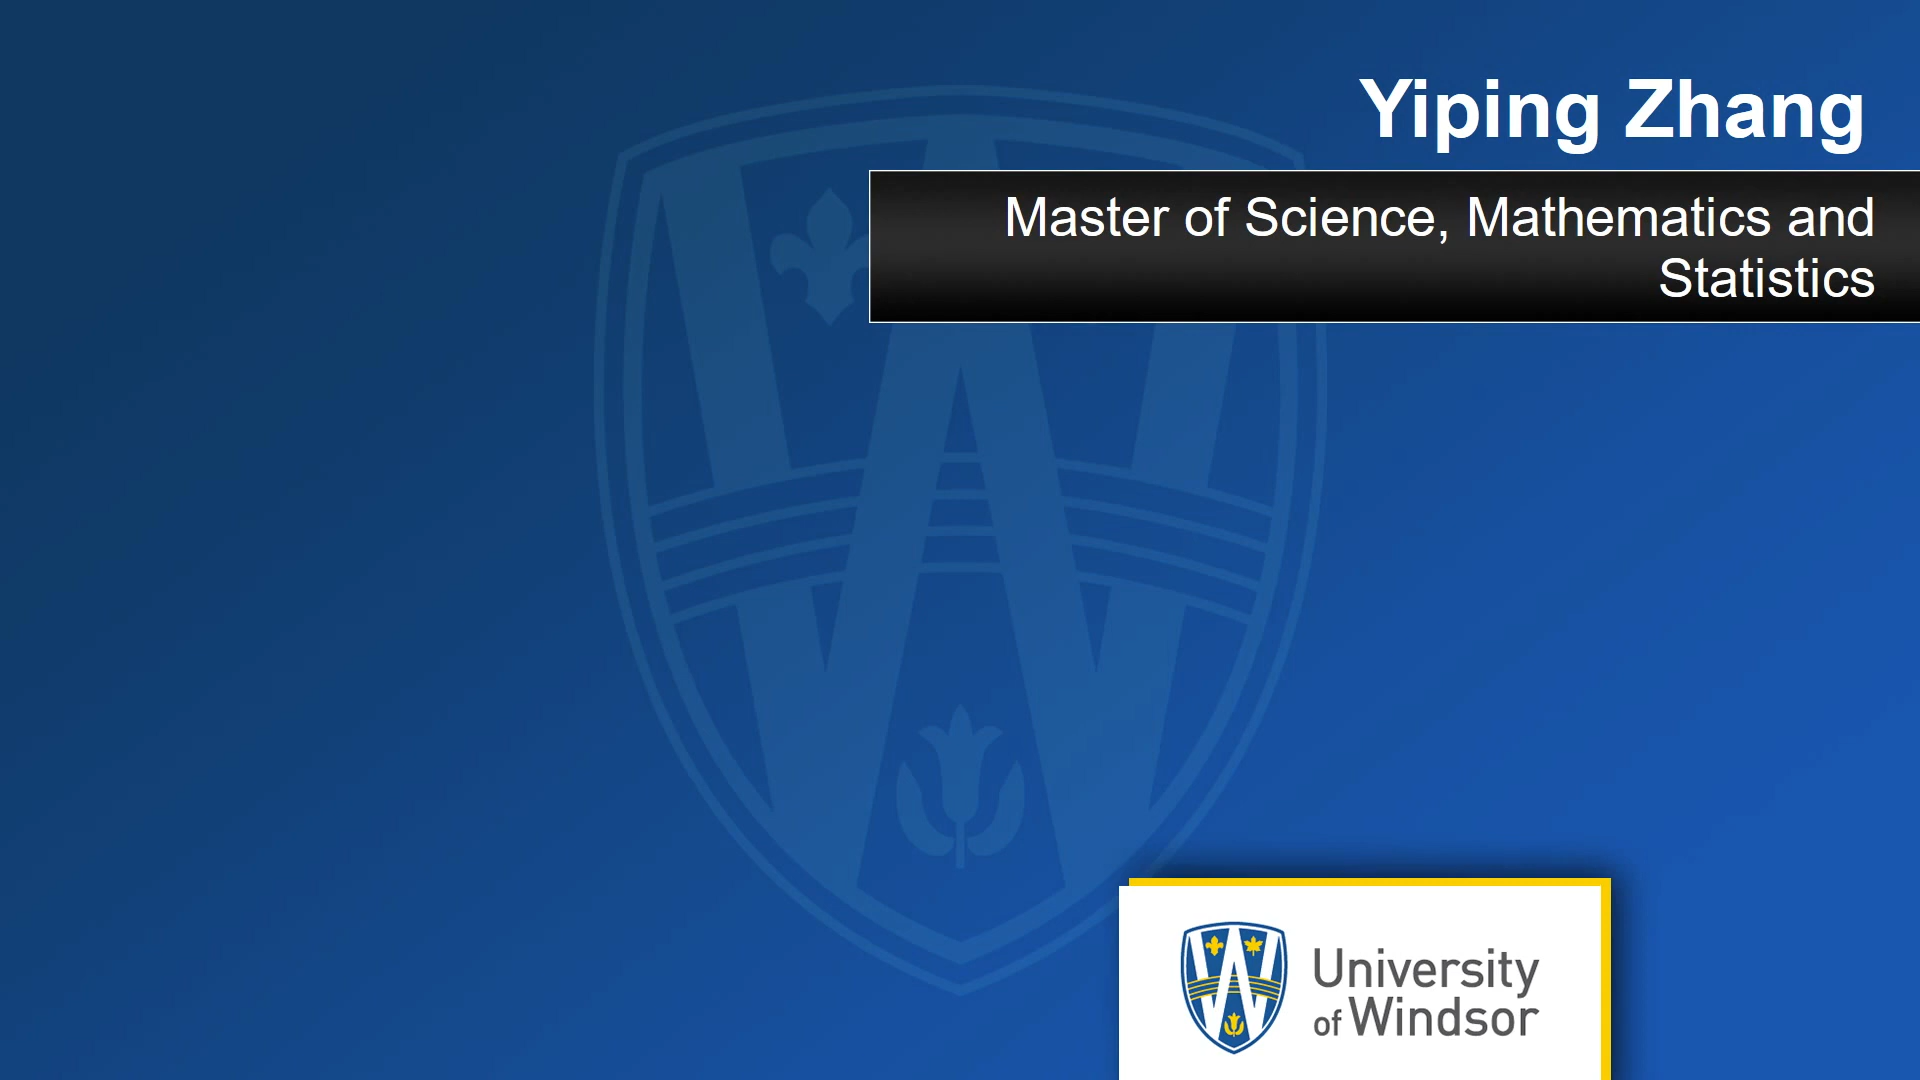 Yiping Zhang
Master of Science, Mathematics and
Statistics
University
of Windsor